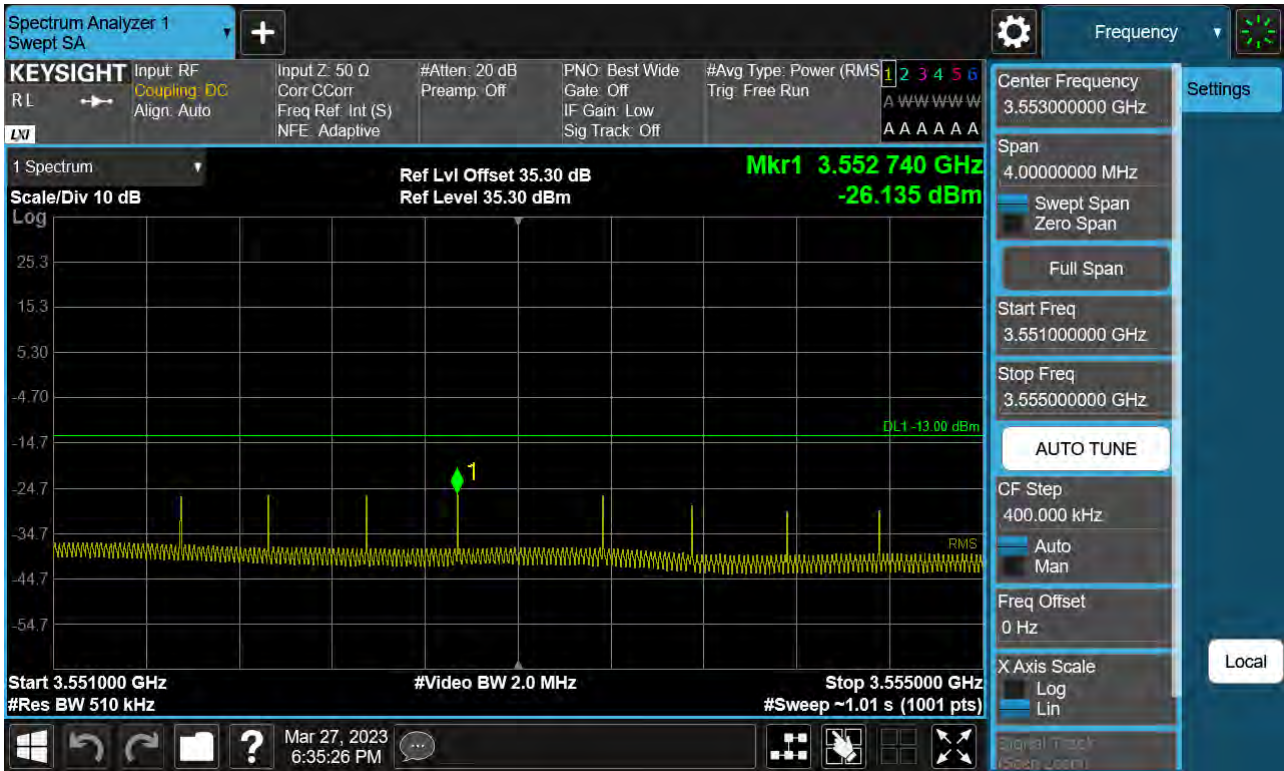 Spectrum Analyzer 1
Swept SA
Frequency
KEYSIGHT
RL
LXI
Input: RF
Coupling: DC
Align: Auto
Input Z: 50 Ω
Corr CCorr
Freq Ref: Int (S)
NFE: Adaptive
#Atten: 20 dB
Preamp: Off
PNO: Best Wide
Gate: Off
IF Gain: Low
Sig Track: Off
#Avg Type: Power (RMS
Trig: Free Run
1 2 3 4 5 6
A W W W W W
A A A A A A
1 Spectrum
Scale/Div 10 dB
Log
Ref Lvl Offset 35.30 dB
Ref Level 35.30 dBm
Mkr1 3.552 740 GHz
-26.135 dBm
25.3
15.3
5.30
-4.70
-14.7
-24.7
-34.7
-44.7
-54.7
DL1 -13.00 dBm
1
RMS
Start 3.551000 GHz
#Res BW 510 kHz
#Video BW 2.0 MHz
Stop 3.555000 GHz
#Sweep ~1.01 s (1001 pts)
Center Frequency
3.553000000 GHz
Span
4.00000000 MHz
Swept Span
Zero Span
Full Span
Start Freq
3.551000000 GHz
Stop Freq
3.555000000 GHz
AUTO TUNE
CF Step
400.000 kHz
Auto
Man
Freq Offset
0 Hz
X Axis Scale
Log
Lin
Signal Track
(Span Zoom)
Settings
Local
?
Mar 27, 2023
6:35:26 PM